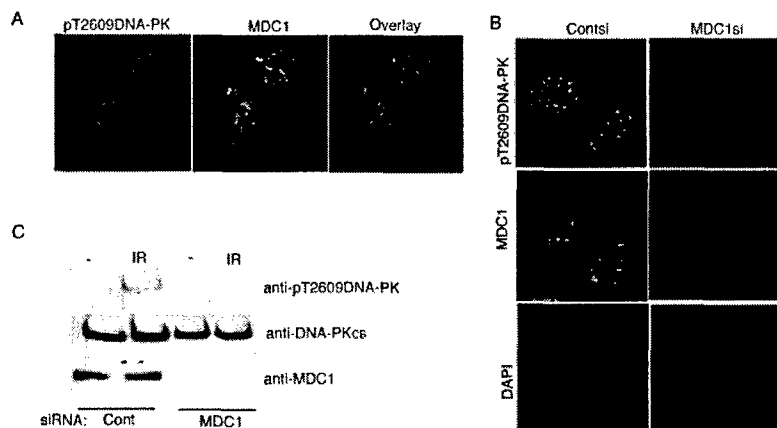 A
pT2609DNA-PK MDC1 Overlay
B
Contsi MDC1si
pT2609DNA-PK
MDC1
DAPI
C
- IR - IR
anti-pT2609DNA-PK
anti-DNA-PKcs
anti-MDC1
siRNA: Cont MDC1